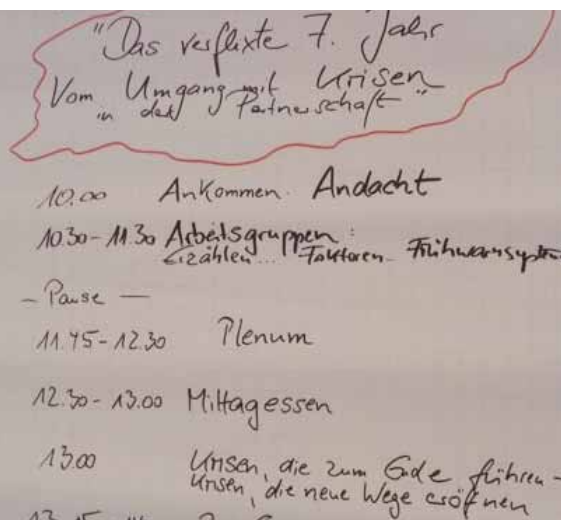 "Das verflixte 7. Jahr
Vom Umgang mit Krisen
in der Partnerschaft"
10.00 Ankommen. Andacht
10.30-11.30 Arbeitsgruppen:
Erzählen... Faktoren... Frühwarnsystem
- Pause -
11.45-12.30 Plenum
12.30-13.00 Mittagessen
13.00 Krisen, die zum Ende führen-
Krisen, die neue Wege eröffnen